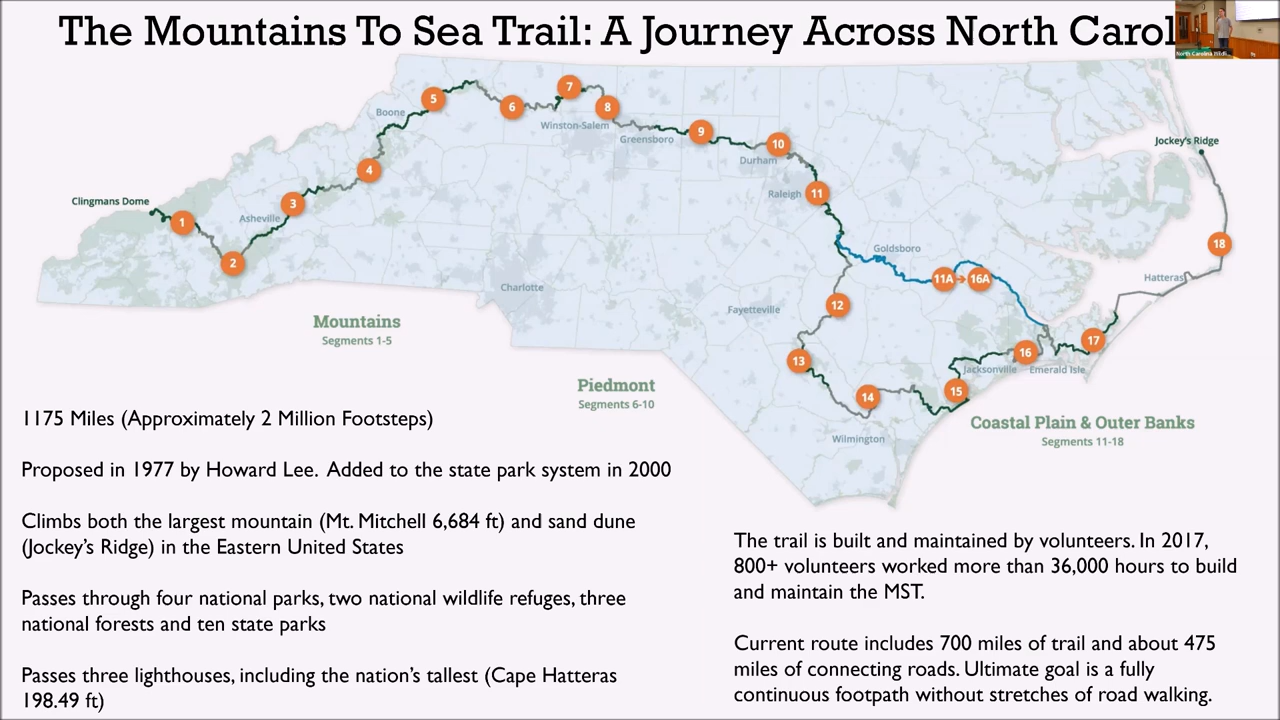 The Mountains To Sea Trail: A Journey Across North Carol
North Carolina Wildfl...
Clingmans Dome
1
2
Asheville
3
4
Boone
5
6
7
Winston-Salem
8
Greensboro
9
10
Durham
Raleigh
11
Goldsboro
11A
16A
Jockey's Ridge
18
Hatteras
Charlotte
Fayetteville
12
13
14
15
16
17
Jacksonville
Emerald Isle
Wilmington
Mountains
Segments 1-5
Piedmont
Segments 6-10
Coastal Plain & Outer Banks
Segments 11-18
1175 Miles (Approximately 2 Million Footsteps)
Proposed in 1977 by Howard Lee. Added to the state park system in 2000
Climbs both the largest mountain (Mt. Mitchell 6,684 ft) and sand dune
(Jockey's Ridge) in the Eastern United States
Passes through four national parks, two national wildlife refuges, three
national forests and ten state parks
Passes three lighthouses, including the nation's tallest (Cape Hatteras
198.49 ft)
The trail is built and maintained by volunteers. In 2017,
800+ volunteers worked more than 36,000 hours to build
and maintain the MST.
Current route includes 700 miles of trail and about 475
miles of connecting roads. Ultimate goal is a fully
continuous footpath without stretches of road walking.